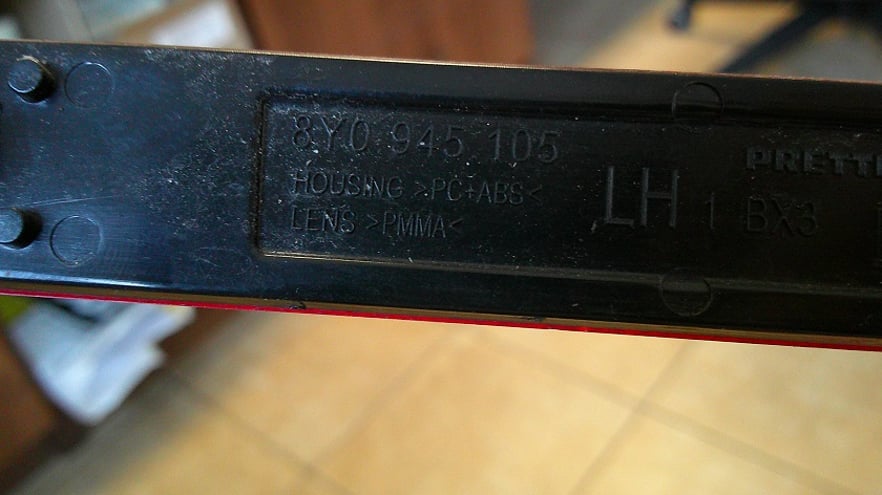 8Y0 945 105
HOUSING >PC+ABS<
LENS >PMMA<
LH 1 BX3